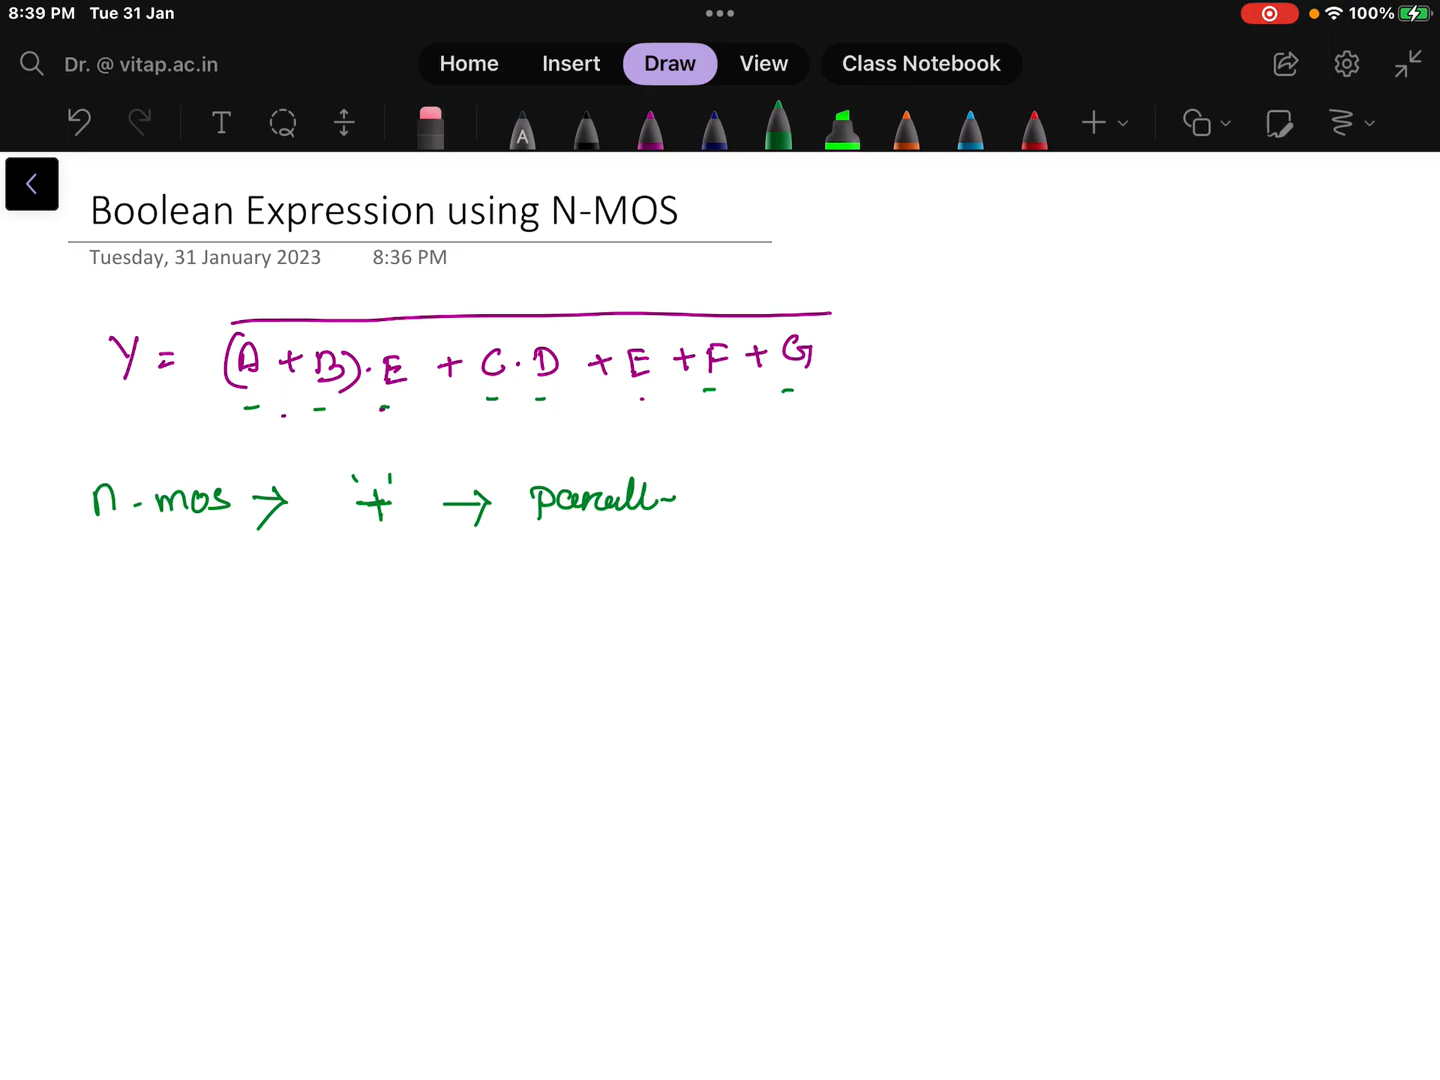 8:39 PM Tue 31 Jan
100%
Dr. @ vitap.ac.in
Home Insert Draw View Class Notebook
T
A
Boolean Expression using N-MOS
Tuesday, 31 January 2023 8:36 PM
Y = (A + B)·E + C·D + E + F + G
n-mos → '+' → parall